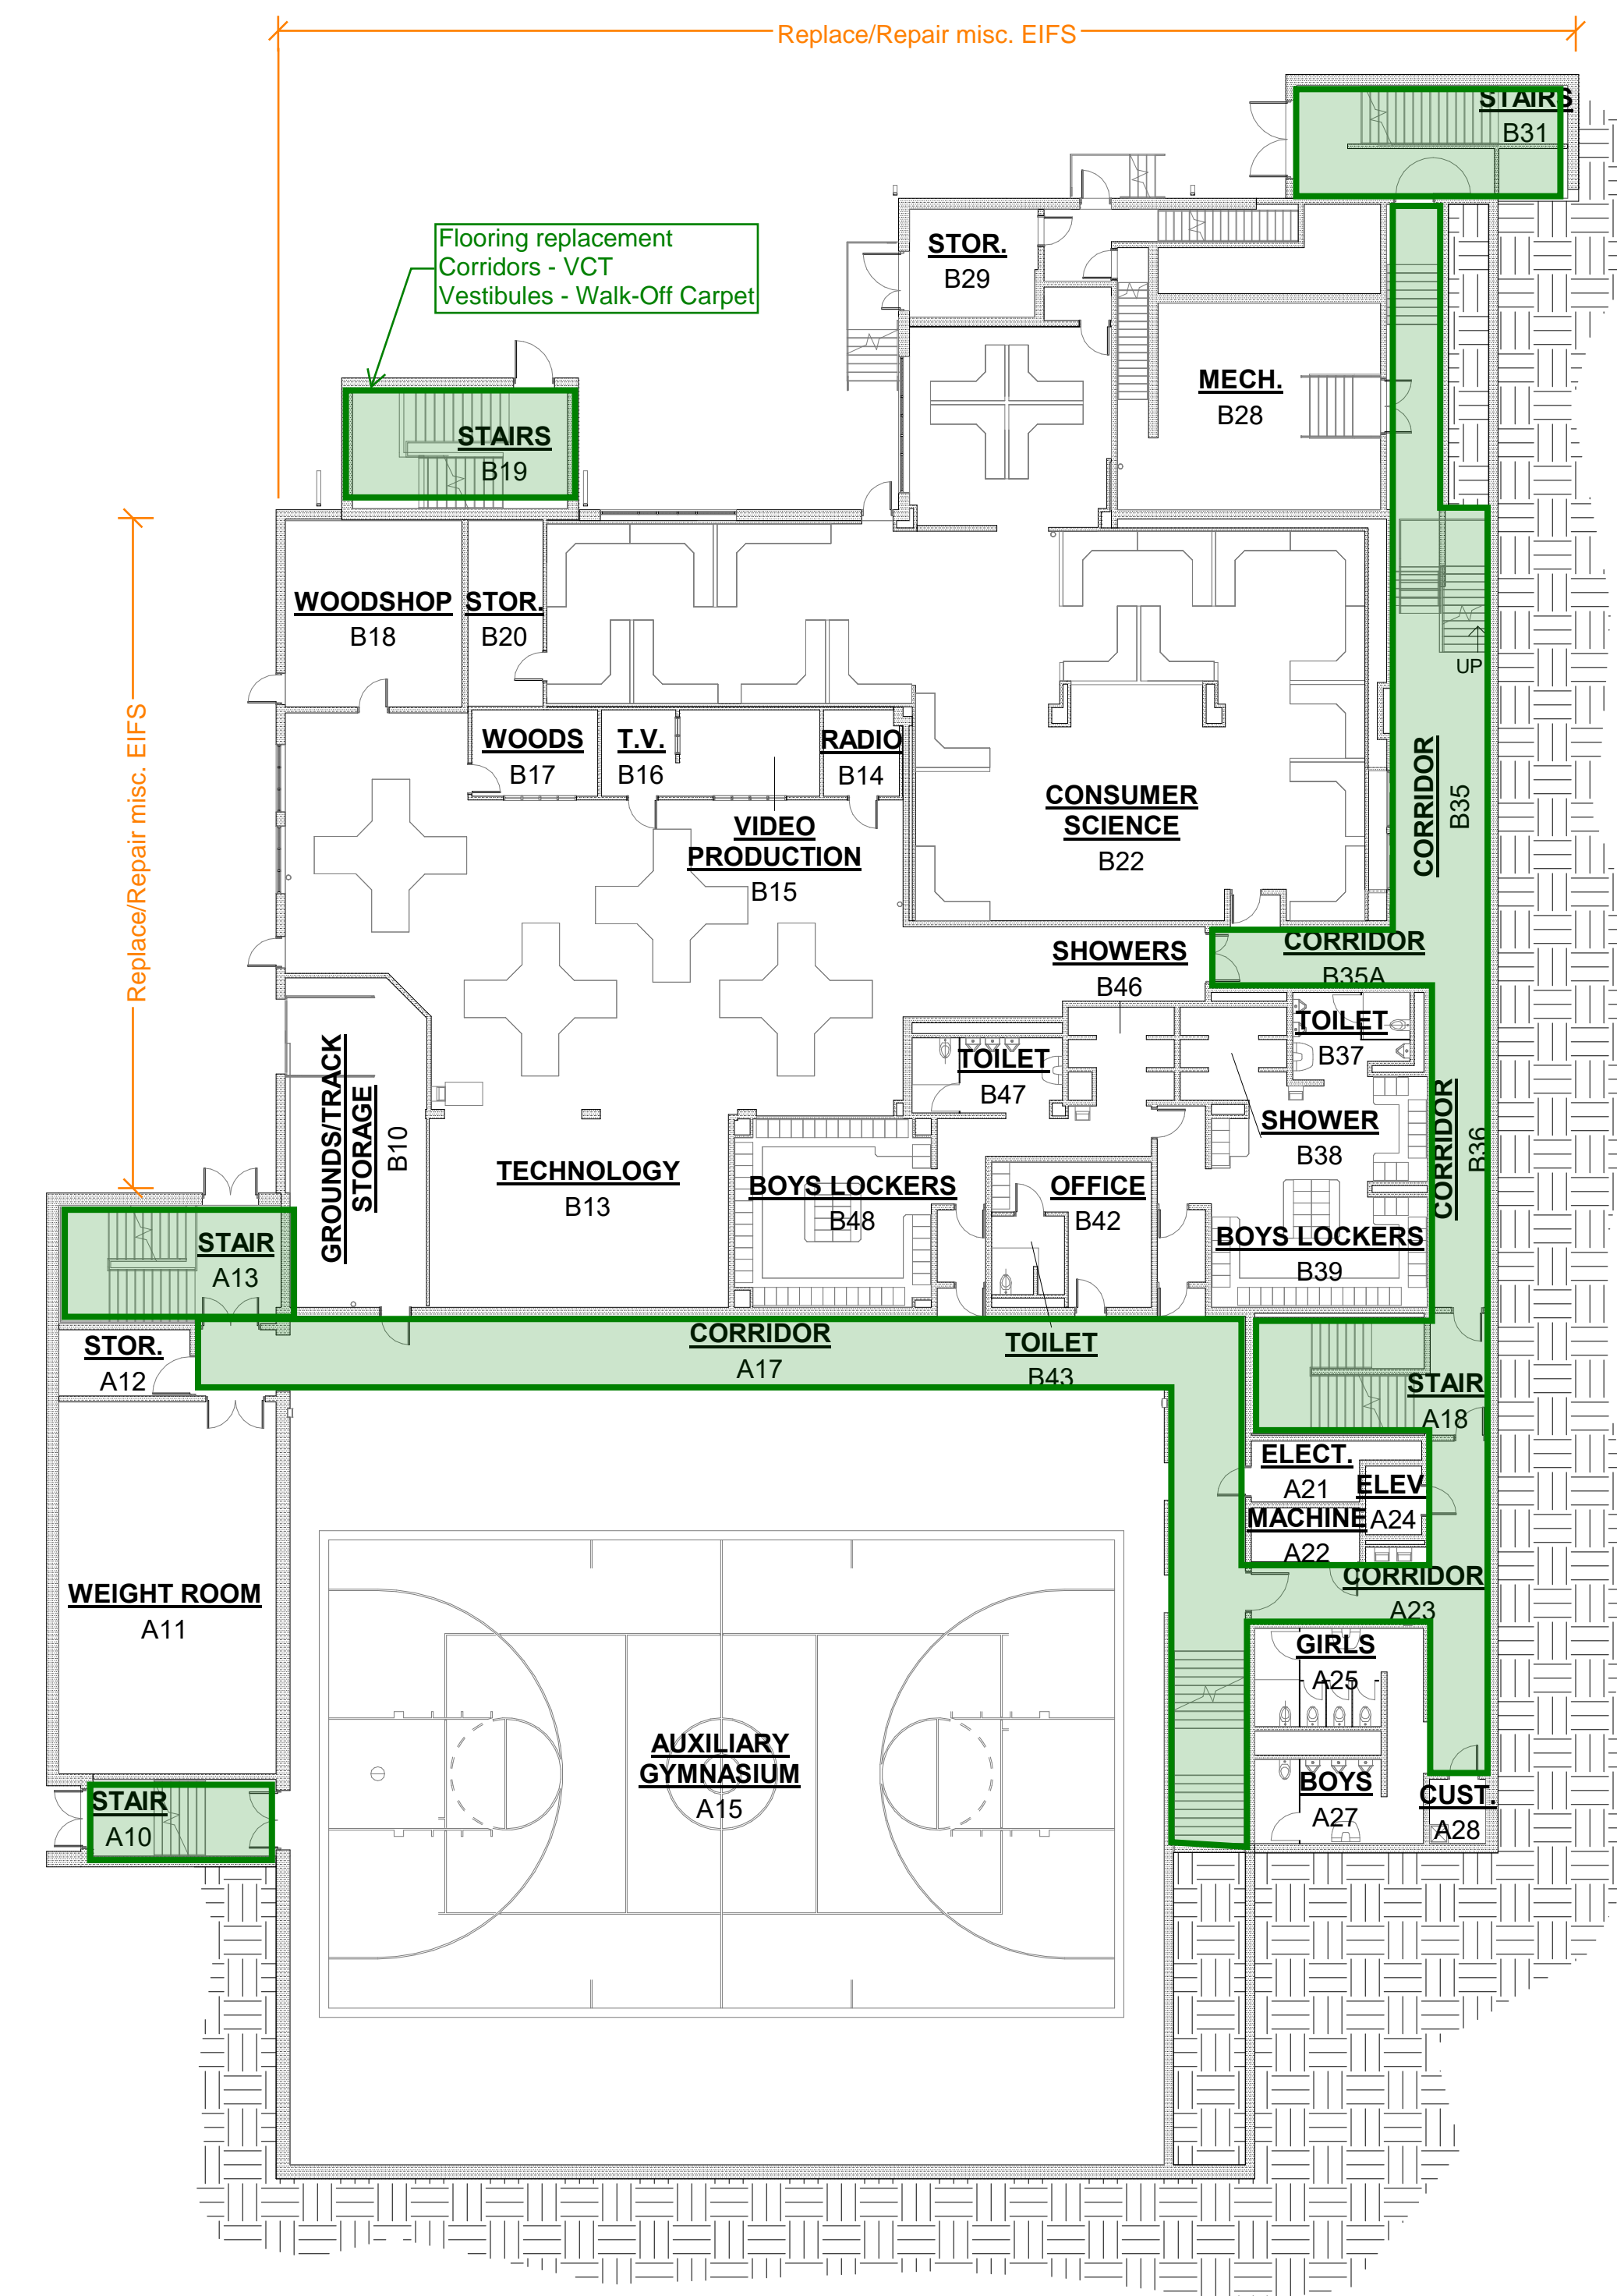 Replace/Repair misc. EIFS
STAIRS
B31
Flooring replacement
Corridors - VCT
Vestibules - Walk-Off Carpet
STOR.
B29
MECH.
B28
STAIRS
B19
Replace/Repair misc. EIFS
WOODSHOP
B18
STOR.
B20
UP
WOODS
B17
T.V.
B16
RADIO
B14
VIDEO
PRODUCTION
B15
CONSUMER
SCIENCE
B22
CORRIDOR
B35
CORRIDOR
B35A
SHOWERS
B46
TOILET
B37
TOILET
B47
GROUNDS/TRACK
STORAGE
B10
SHOWER
B38
CORRIDOR
B36
TECHNOLOGY
B13
BOYS LOCKERS
B48
OFFICE
B42
BOYS LOCKERS
B39
STAIR
A13
STOR.
A12
CORRIDOR
A17
TOILET
B43
STAIR
A18
ELECT.
A21
ELEV
A24
MACHINE
A22
CORRIDOR
A23
WEIGHT ROOM
A11
GIRLS
A25
AUXILIARY
GYMNASIUM
A15
STAIR
A10
BOYS
A27
CUST.
A28